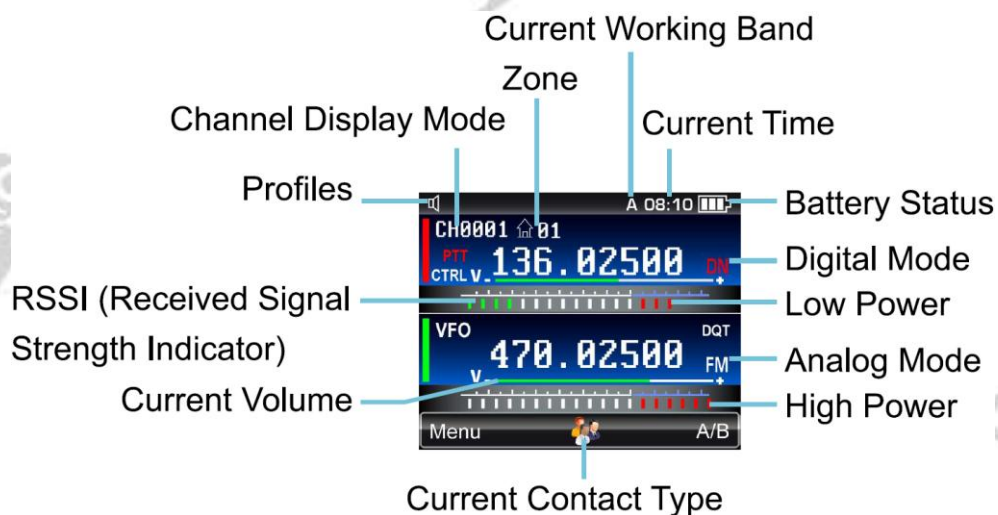 Current Working Band
Zone
Channel Display Mode
Current Time
Profiles
A 08:10
Battery Status
CH0001 01
PTT
136.02500
DN
Digital Mode
CTRL V - +
RSSI (Received Signal
Strength Indicator)
Low Power
VFO
DQT
470.02500
FM
Analog Mode
V - +
Current Volume
High Power
Menu
A/B
Current Contact Type